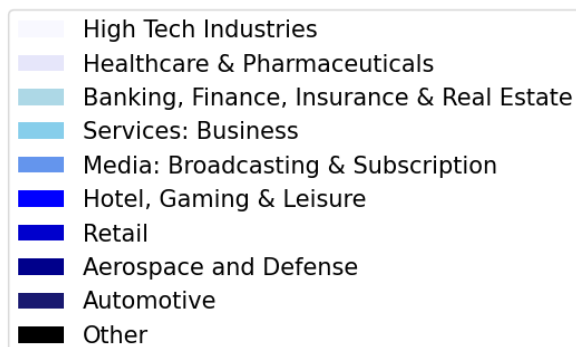 High Tech Industries
Healthcare & Pharmaceuticals
Banking, Finance, Insurance & Real Estate
Services: Business
Media: Broadcasting & Subscription
Hotel, Gaming & Leisure
Retail
Aerospace and Defense
Automotive
Other